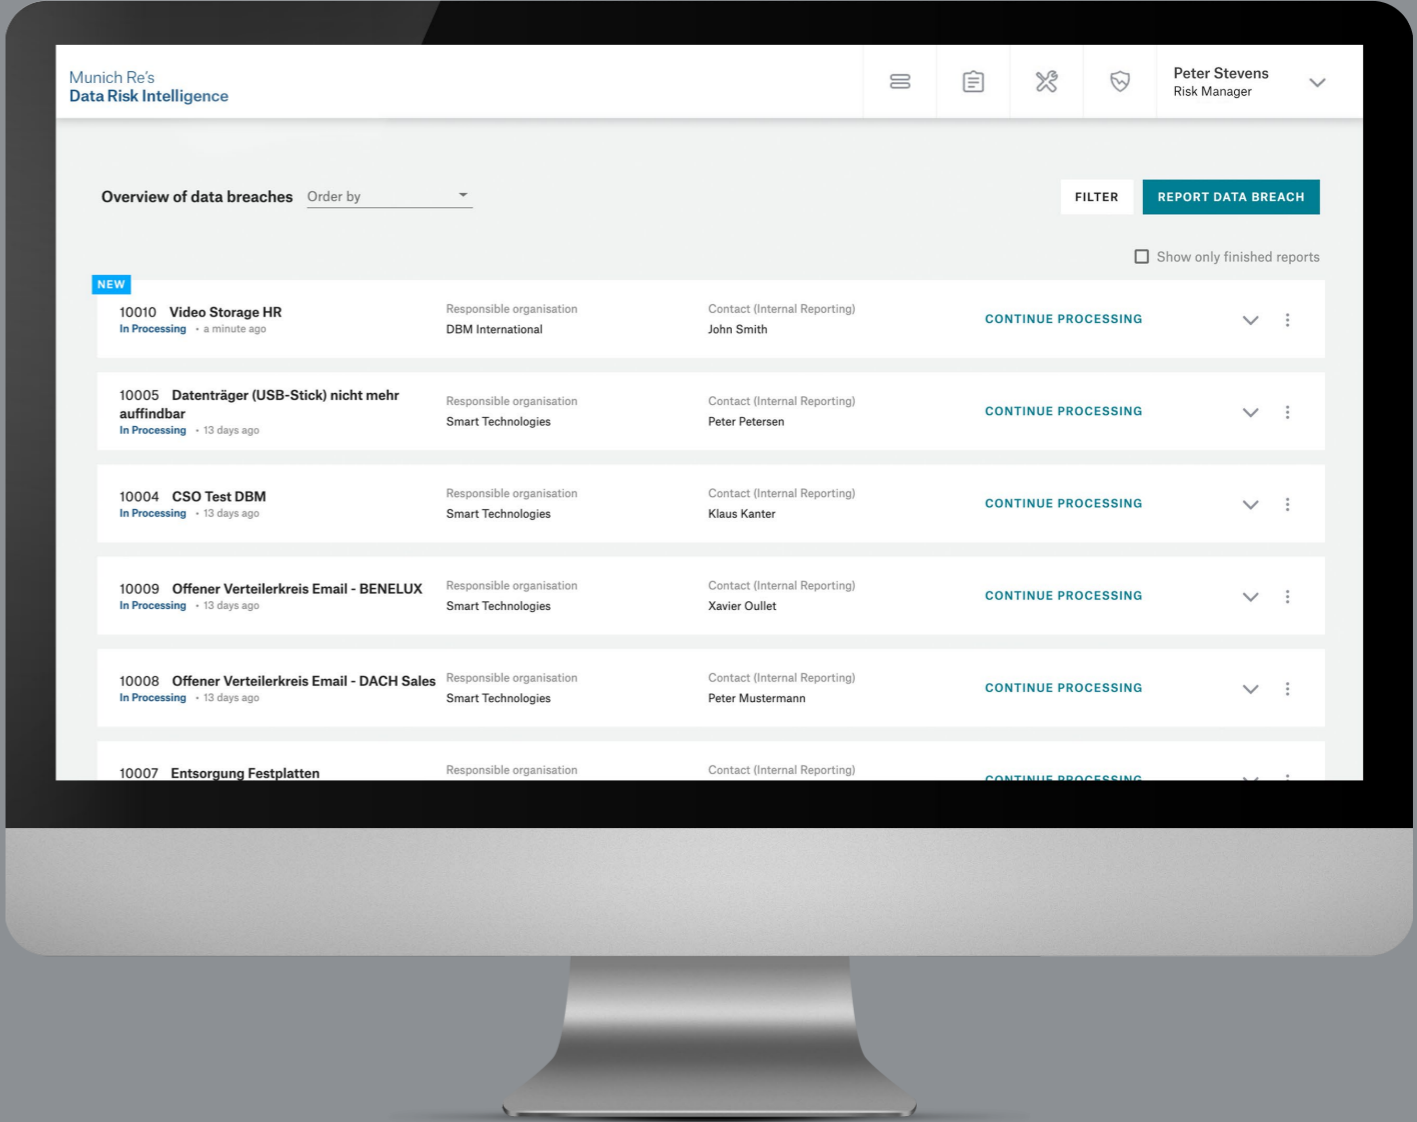 Munich Re's
Data Risk Intelligence
Peter Stevens
Risk Manager
Overview of data breaches Order by
FILTER REPORT DATA BREACH
Show only finished reports
NEW
10010 Video Storage HR
In Processing • a minute ago
Responsible organisation
DBM International
Contact (Internal Reporting)
John Smith
CONTINUE PROCESSING
10005 Datenträger (USB-Stick) nicht mehr
auffindbar
In Processing • 13 days ago
Responsible organisation
Smart Technologies
Contact (Internal Reporting)
Peter Petersen
CONTINUE PROCESSING
10004 CSO Test DBM
In Processing • 13 days ago
Responsible organisation
Smart Technologies
Contact (Internal Reporting)
Klaus Kanter
CONTINUE PROCESSING
10009 Offener Verteilerkreis Email - BENELUX
In Processing • 13 days ago
Responsible organisation
Smart Technologies
Contact (Internal Reporting)
Xavier Oullet
CONTINUE PROCESSING
10008 Offener Verteilerkreis Email - DACH Sales
In Processing • 13 days ago
Responsible organisation
Smart Technologies
Contact (Internal Reporting)
Peter Mustermann
CONTINUE PROCESSING
10007 Entsorgung Festplatten
Responsible organisation
Contact (Internal Reporting)
CONTINUE PROCESSING